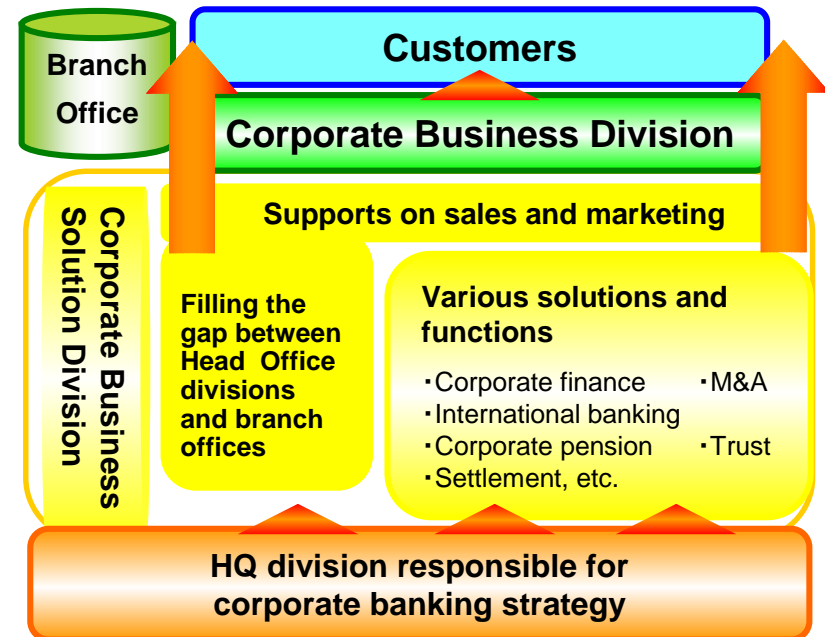 Branch
Office
Customers
Corporate Business Division
Corporate Business
Solution Division
Supports on sales and marketing
Filling the
gap between
Head Office
divisions
and branch
offices
Various solutions and
functions
・Corporate finance ・M&A
・International banking
・Corporate pension ・Trust
・Settlement, etc.
HQ division responsible for
corporate banking strategy